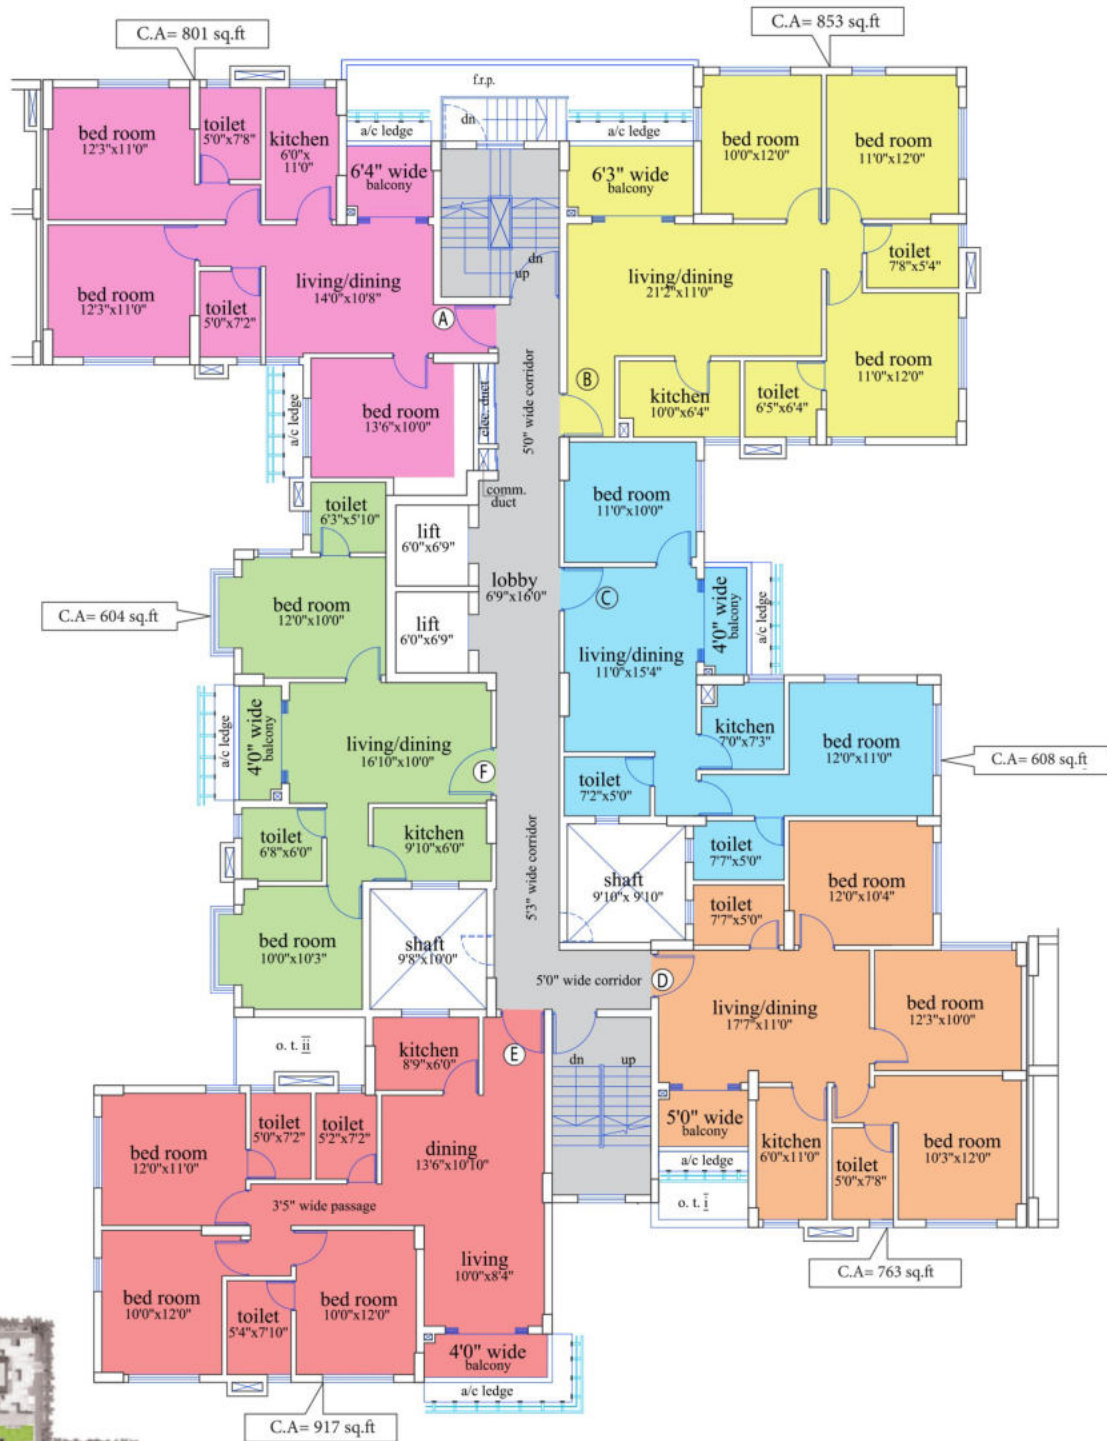 C.A= 801 sq.ft
C.A= 853 sq.ft
f.r.p.
dn
a/c ledge
a/c ledge
bed room
12'3"x11'0"
toilet
5'0"x7'8"
kitchen
6'0"x
11'0"
6'4" wide
balcony
6'3" wide
balcony
bed room
10'0"x12'0"
bed room
11'0"x12'0"
toilet
7'8"x5'4"
dn
up
living/dining
14'0"x10'8"
living/dining
21'2"x11'0"
bed room
12'3"x11'0"
toilet
5'0"x7'2"
A
bed room
11'0"x12'0"
B
5'0" wide corridor
kitchen
10'0"x6'4"
toilet
6'5"x6'4"
bed room
13'6"x10'0"
a/c ledge
elec. duct
comm.
duct
bed room
11'0"x10'0"
toilet
6'3"x5'10"
lift
6'0"x6'9"
lobby
6'9"x16'0"
C
4'0" wide
balcony
a/c ledge
C.A= 604 sq.ft
bed room
12'0"x10'0"
lift
6'0"x6'9"
living/dining
11'0"x15'4"
a/c ledge
4'0" wide
balcony
living/dining
16'10"x10'0"
F
kitchen
7'0"x7'3"
bed room
12'0"x11'0"
C.A= 608 sq.ft
toilet
7'2"x5'0"
toilet
6'8"x6'0"
kitchen
9'10"x6'0"
toilet
7'7"x5'0"
5'3" wide corridor
shaft
9'10"x 9'10"
bed room
12'0"x10'4"
toilet
7'7"x5'0"
bed room
10'0"x10'3"
shaft
9'8"x10'0"
5'0" wide corridor
D
living/dining
17'7"x11'0"
bed room
12'3"x10'0"
o. t. ii
kitchen
8'9"x6'0"
E
dn
up
5'0" wide
balcony
a/c ledge
o. t. i
kitchen
6'0"x11'0"
toilet
5'0"x7'8"
bed room
10'3"x12'0"
bed room
12'0"x11'0"
toilet
5'0"x7'2"
toilet
5'2"x7'2"
dining
13'6"x10'10"
3'5" wide passage
living
10'0"x8'4"
C.A= 763 sq.ft
bed room
10'0"x12'0"
toilet
5'4"x7'10"
bed room
10'0"x12'0"
4'0" wide
balcony
a/c ledge
C.A= 917 sq.ft